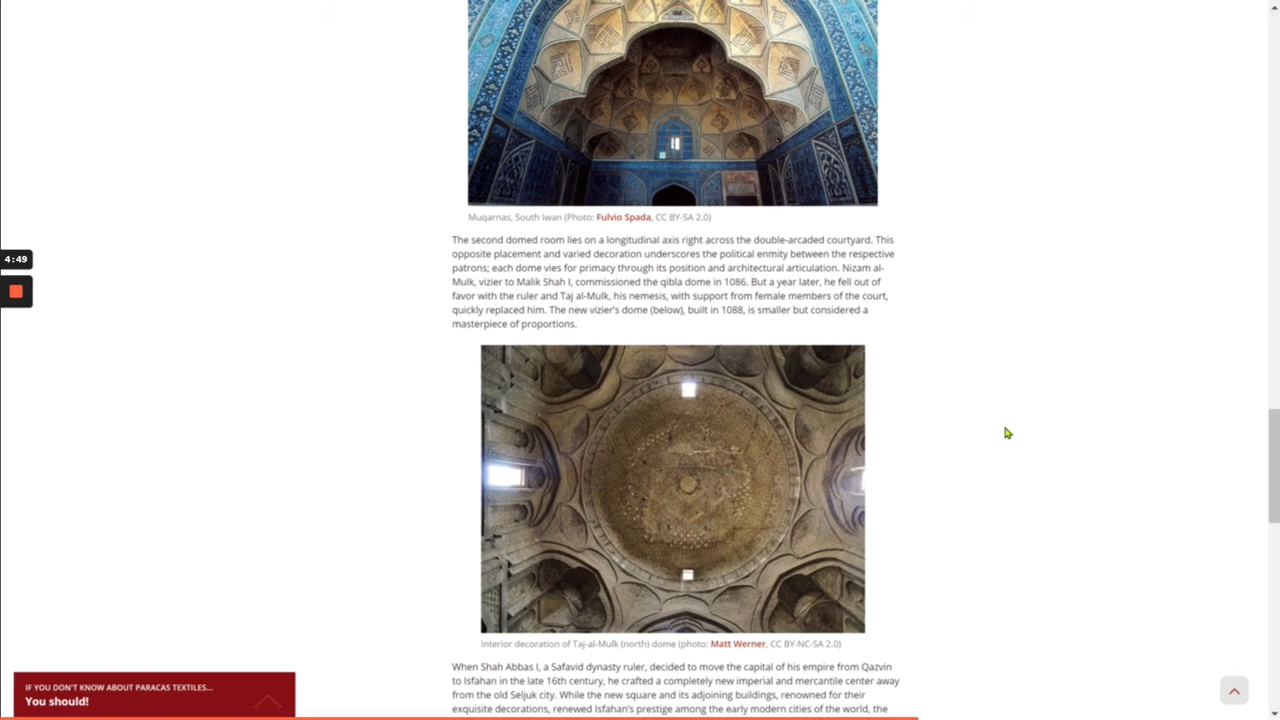 Muqarnas, South Iwan (Photo: Fulvio Spada, CC BY-SA 2.0)
The second domed room lies on a longitudinal axis right across the double-arcaded courtyard. This
opposite placement and varied decoration underscores the political enmity between the respective
patrons; each dome vies for primacy through its position and architectural articulation. Nizam al-
Mulk, vizier to Malik Shah I, commissioned the qibla dome in 1086. But a year later, he fell out of
favor with the ruler and Taj al-Mulk, his nemesis, with support from female members of the court,
quickly replaced him. The new vizier's dome (below), built in 1088, is smaller but considered a
masterpiece of proportions.
4:49
Interior decoration of Taj-al-Mulk (north) dome (photo: Matt Werner, CC BY-NC-SA 2.0)
When Shah Abbas I, a Safavid dynasty ruler, decided to move the capital of his empire from Qazvin
to Isfahan in the late 16th century, he crafted a completely new imperial and mercantile center away
from the old Seljuk city. While the new square and its adjoining buildings, renowned for their
exquisite decorations, renewed Isfahan's prestige among the early modern cities of the world, the
IF YOU DON'T KNOW ABOUT PARACAS TEXTILES...
You should!